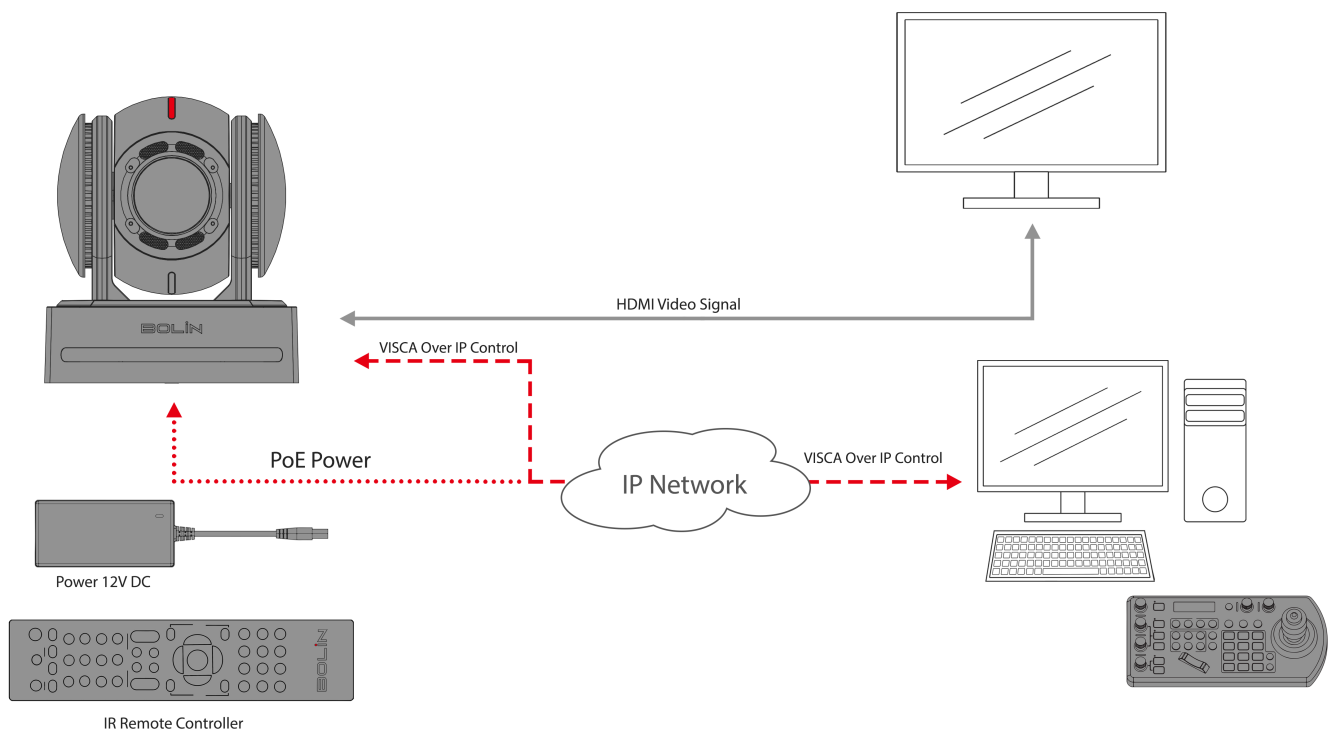 BOLIN
HDMI Video Signal
VISCA Over IP Control
PoE Power
IP Network
VISCA Over IP Control
Power 12V DC
BOLIN
IR Remote Controller